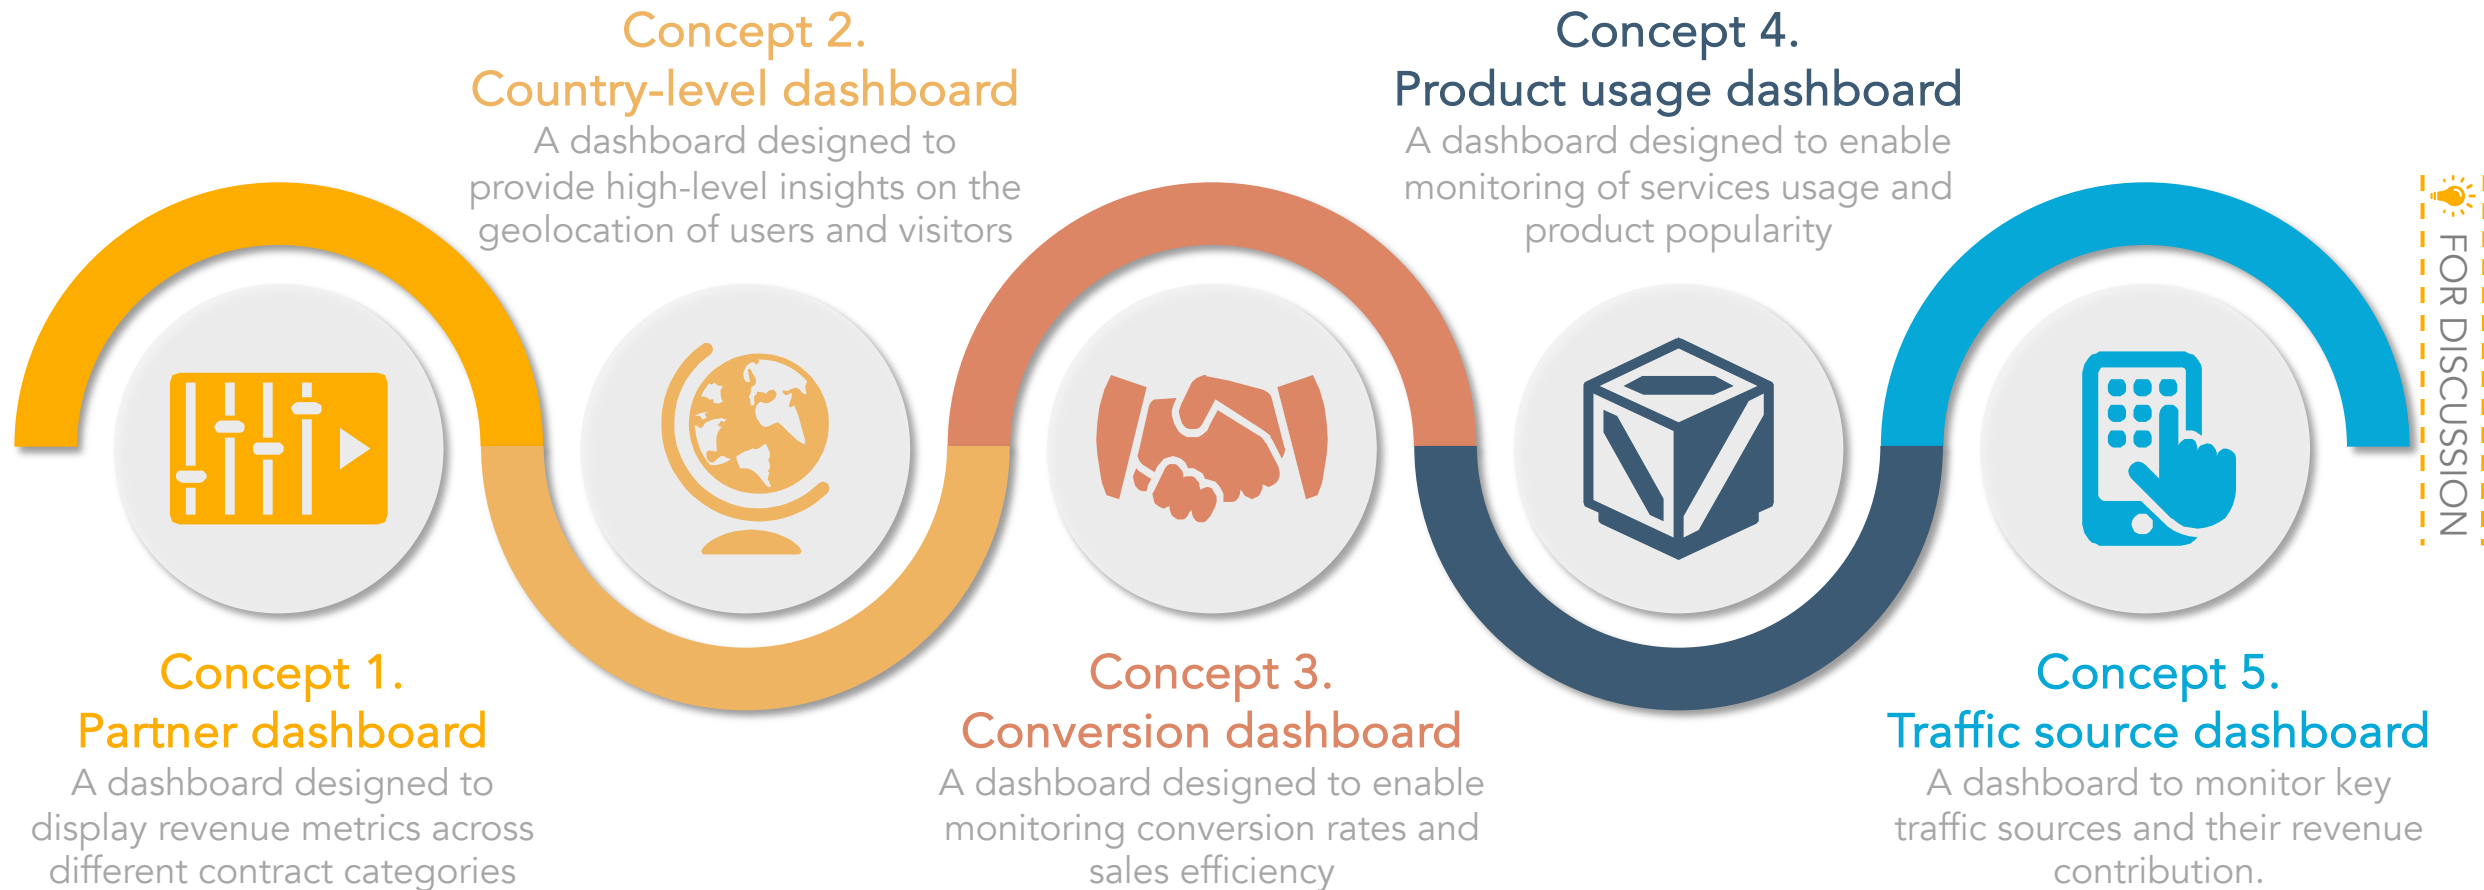 Concept 1.
Partner dashboard
A dashboard designed to
display revenue metrics across
different contract categories
Concept 2.
Country-level dashboard
A dashboard designed to
provide high-level insights on the
geolocation of users and visitors
Concept 3.
Conversion dashboard
A dashboard designed to enable
monitoring conversion rates and
sales efficiency
Concept 4.
Product usage dashboard
A dashboard designed to enable
monitoring of services usage and
product popularity
Concept 5.
Traffic source dashboard
A dashboard to monitor key
traffic sources and their revenue
contribution.
FOR DISCUSSION